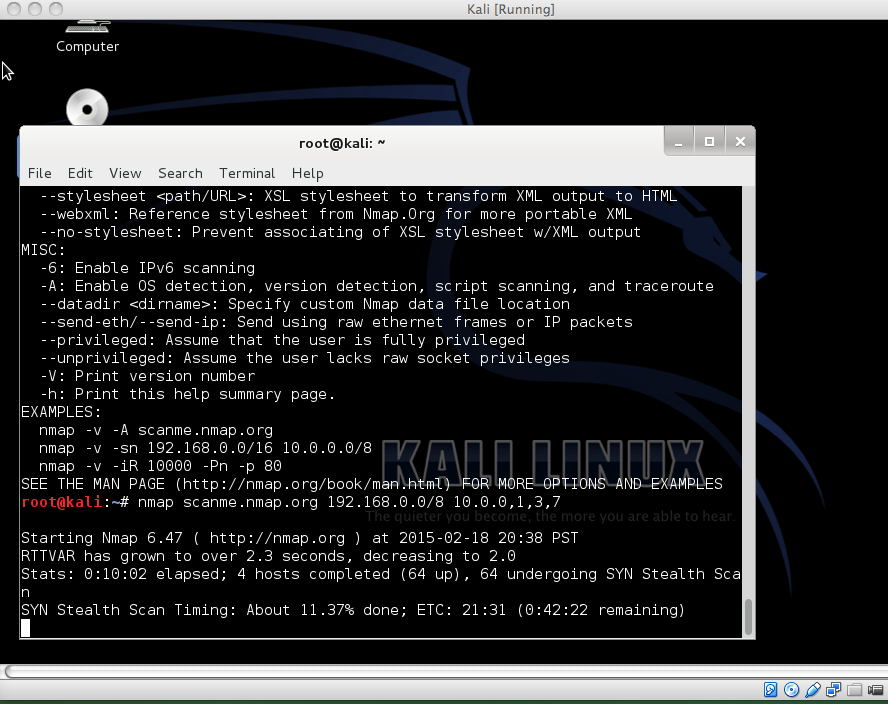 Kali [Running]
Computer
root@kali: ~
File Edit View Search Terminal Help
--stylesheet <path/URL>: XSL stylesheet to transform XML output to HTML
--webxml: Reference stylesheet from Nmap.Org for more portable XML
--no-stylesheet: Prevent associating of XSL stylesheet w/XML output
MISC:
-6: Enable IPv6 scanning
-A: Enable OS detection, version detection, script scanning, and traceroute
--datadir <dirname>: Specify custom Nmap data file location
--send-eth/--send-ip: Send using raw ethernet frames or IP packets
--privileged: Assume that the user is fully privileged
--unprivileged: Assume the user lacks raw socket privileges
-V: Print version number
-h: Print this help summary page.
EXAMPLES:
nmap -v -A scanme.nmap.org
nmap -v -sn 192.168.0.0/16 10.0.0.0/8
nmap -v -iR 10000 -Pn -p 80
KALI LINUX
SEE THE MAN PAGE (http://nmap.org/book/man.html) FOR MORE OPTIONS AND EXAMPLES
root@kali:~# nmap scanme.nmap.org 192.168.0.0/8 10.0.0,1,3,7
The quieter you become, the more you are able to hear.
Starting Nmap 6.47 ( http://nmap.org ) at 2015-02-18 20:38 PST
RTTVAR has grown to over 2.3 seconds, decreasing to 2.0
Stats: 0:10:02 elapsed; 4 hosts completed (64 up), 64 undergoing SYN Stealth Sca
n
SYN Stealth Scan Timing: About 11.37% done; ETC: 21:31 (0:42:22 remaining)